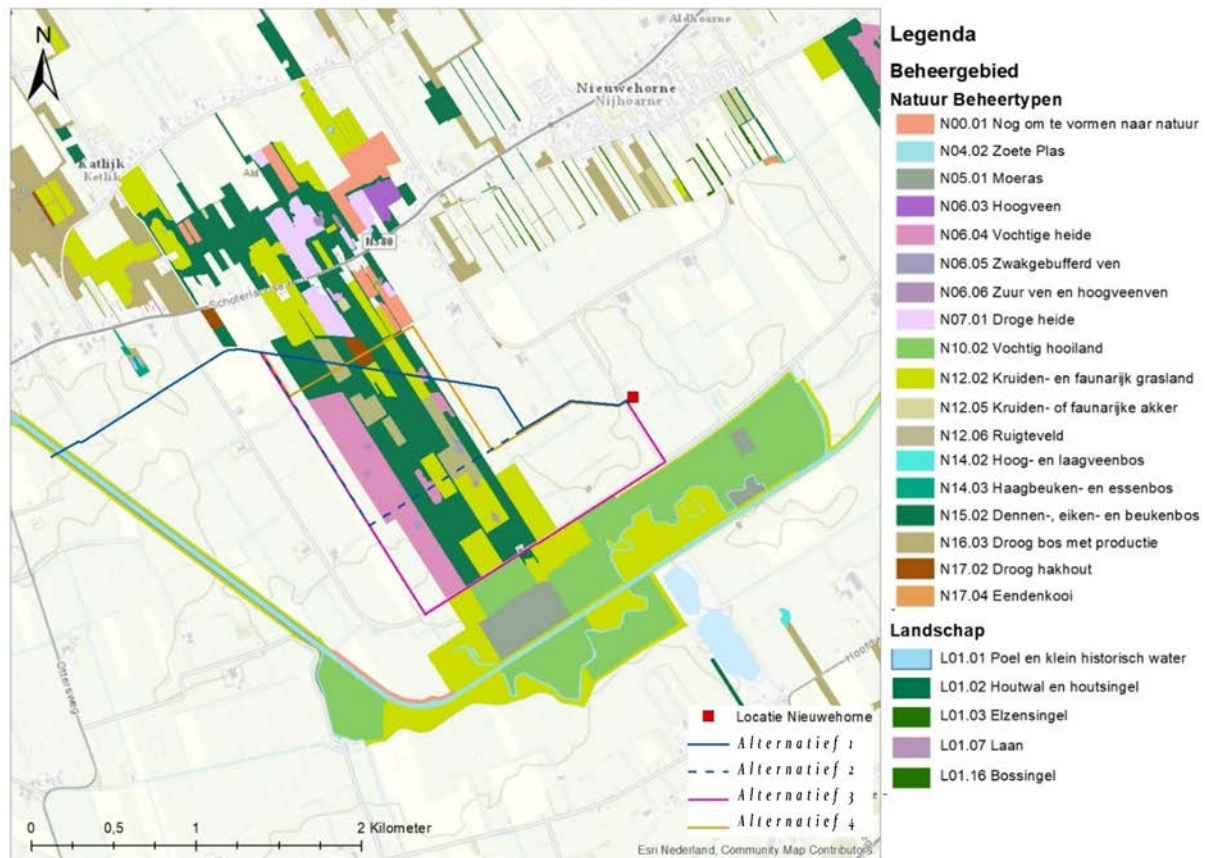 N
Aldhoarne
Nieuwehorne
Nijhoarne
Katlijk
Ketlik
N380
Ottersweg
Locatie Nieuwehorne
Alternatief 1
Alternatief 2
Alternatief 3
Alternatief 4
0 0,5 1 2 Kilometer
Esri Nederland, Community Map Contributors
Legenda
Beheergebied
Natuur Beheertypen
N00.01 Nog om te vormen naar natuur
N04.02 Zoete Plas
N05.01 Moeras
N06.03 Hoogveen
N06.04 Vochtige heide
N06.05 Zwakgebufferd ven
N06.06 Zuur ven en hoogveenven
N07.01 Droge heide
N10.02 Vochtig hooiland
N12.02 Kruiden- en faunarijk grasland
N12.05 Kruiden- of faunarijke akker
N12.06 Ruigteveld
N14.02 Hoog- en laagveenbos
N14.03 Haagbeuken- en essenbos
N15.02 Dennen-, eiken- en beukenbos
N16.03 Droog bos met productie
N17.02 Droog hakhout
N17.04 Eendenkooi
Landschap
L01.01 Poel en klein historisch water
L01.02 Houtwal en houtsingel
L01.03 Elzensingel
L01.07 Laan
L01.16 Bossingel